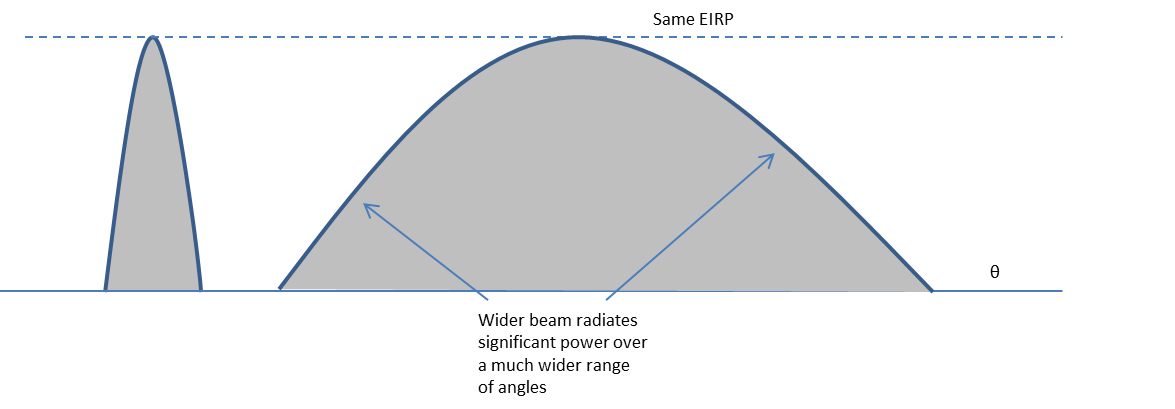 Same EIRP
θ
Wider beam radiates
significant power over
a much wider range
of angles